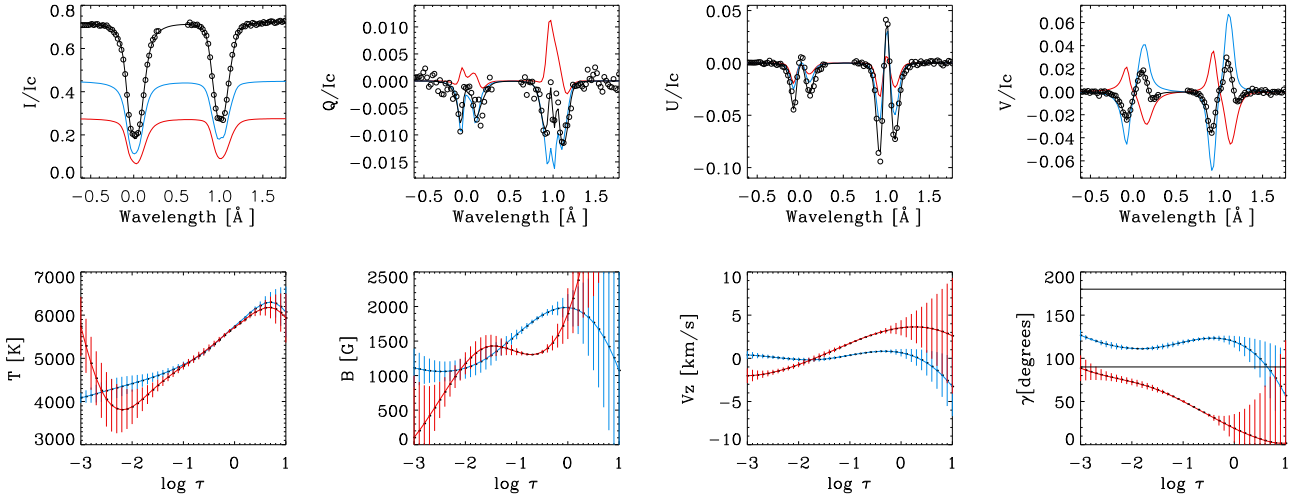 I/Ic
0.8
0.6
0.4
0.2
0.0
-0.5 0.0 0.5 1.0 1.5
Wavelength [Å]
Q/Ic
0.010
0.005
0.000
-0.005
-0.010
-0.015
-0.5 0.0 0.5 1.0 1.5
Wavelength [Å]
U/Ic
0.05
0.00
-0.05
-0.10
-0.5 0.0 0.5 1.0 1.5
Wavelength [Å]
V/Ic
0.06
0.04
0.02
0.00
-0.02
-0.04
-0.06
-0.5 0.0 0.5 1.0 1.5
Wavelength [Å]
T [K]
7000
6000
5000
4000
3000
-3 -2 -1 0 1
log τ
B [G]
2500
2000
1500
1000
500
0
-3 -2 -1 0 1
log τ
Vz [km/s]
10
5
0
-5
-10
-3 -2 -1 0 1
log τ
γ[degrees]
200
150
100
50
0
-3 -2 -1 0 1
log τ